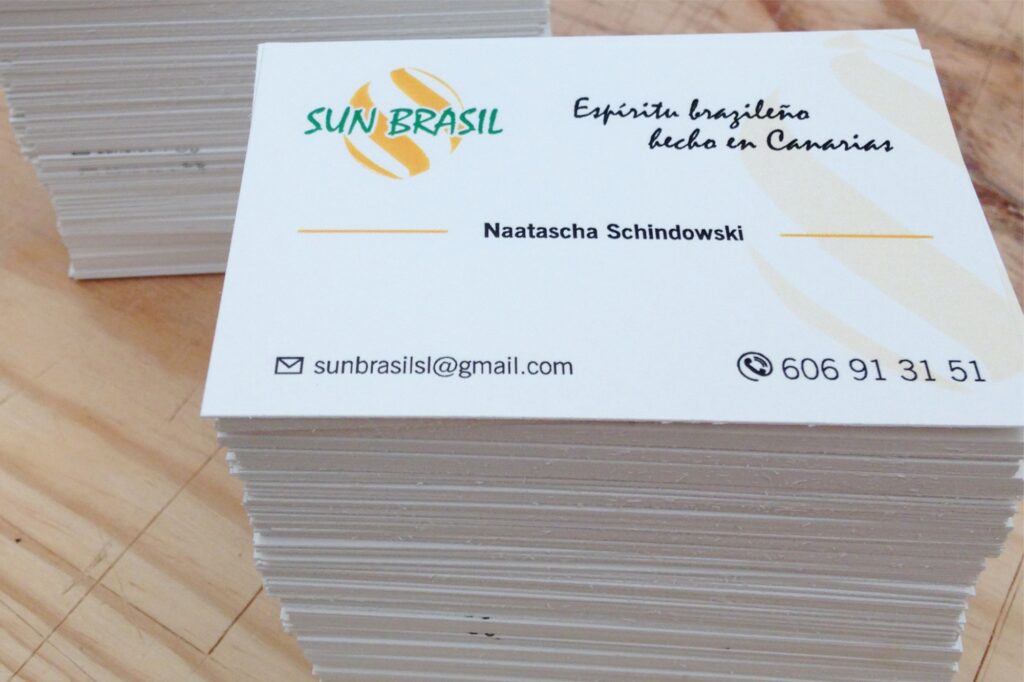 SUN BRASIL
Espíritu brazileño
hecho en Canarias
Naatascha Schindowski
sunbrasilsl@gmail.com
606 91 31 51